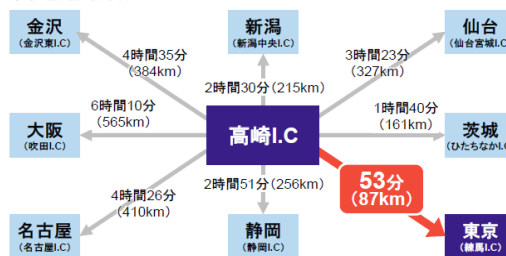 金沢
(金沢東I.C)
新潟
(新潟中央I.C)
仙台
(仙台宮城I.C)
4時間35分
(384km)
2時間30分(215km)
3時間23分
(327km)
大阪
(吹田I.C)
6時間10分
(565km)
高崎I.C
1時間40分
(161km)
茨城
(ひたちなかI.C)
4時間26分
(410km)
2時間51分(256km)
53分
(87km)
名古屋
(名古屋I.C)
静岡
(静岡I.C)
東京
(練馬I.C)